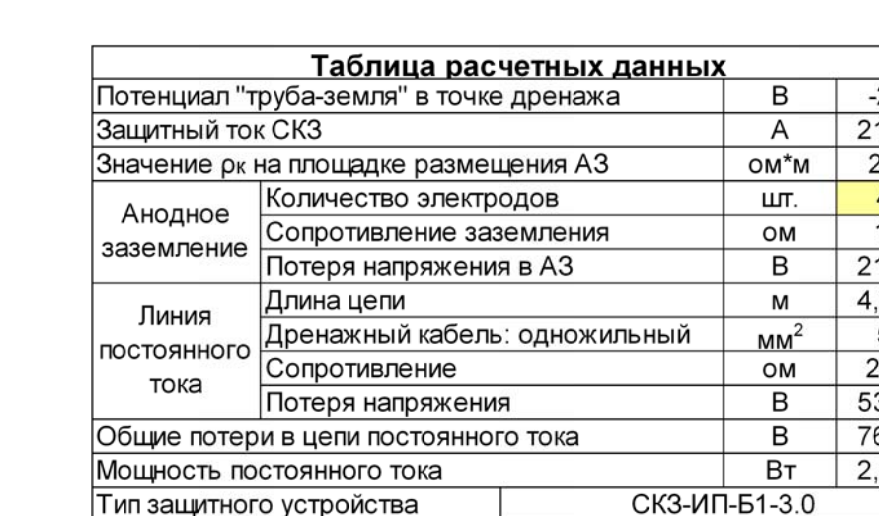 Таблица расчетных данных
Потенциал "труба-земля" в точке дренажа В
Защитный ток СКЗ А
Значение ρк на площадке размещения АЗ ом*м
Анодное заземление
Количество электродов шт.
Сопротивление заземления ом
Потеря напряжения в АЗ В
Линия постоянного тока
Длина цепи м
Дренажный кабель: одножильный мм²
Сопротивление ом
Потеря напряжения В
Общие потери в цепи постоянного тока В
Мощность постоянного тока Вт
Тип защитного устройства СКЗ-ИП-Б1-3.0